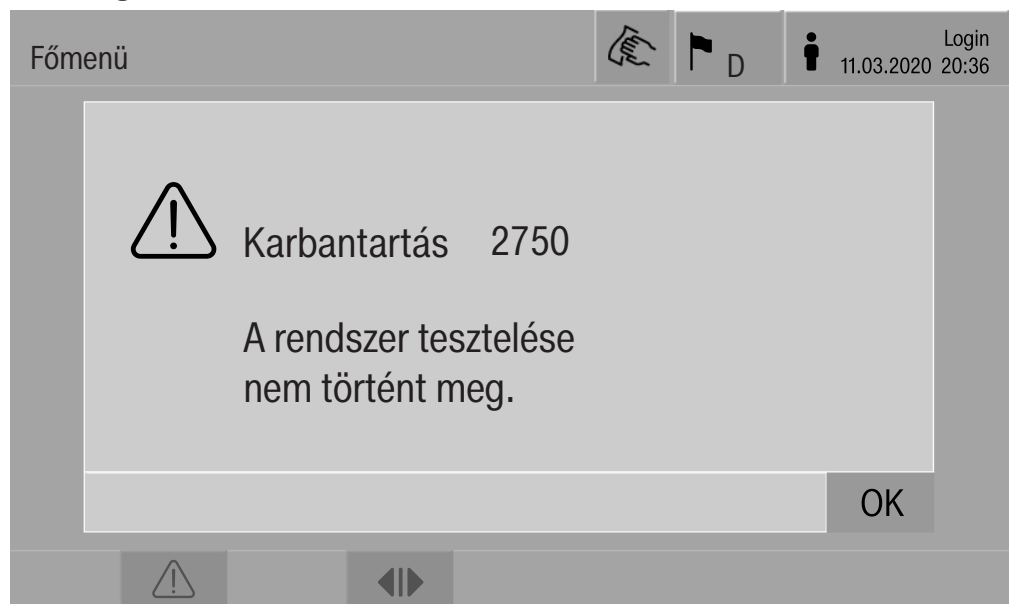 Főmenü
D
Login
11.03.2020 20:36
Karbantartás 2750
A rendszer tesztelése
nem történt meg.
OK